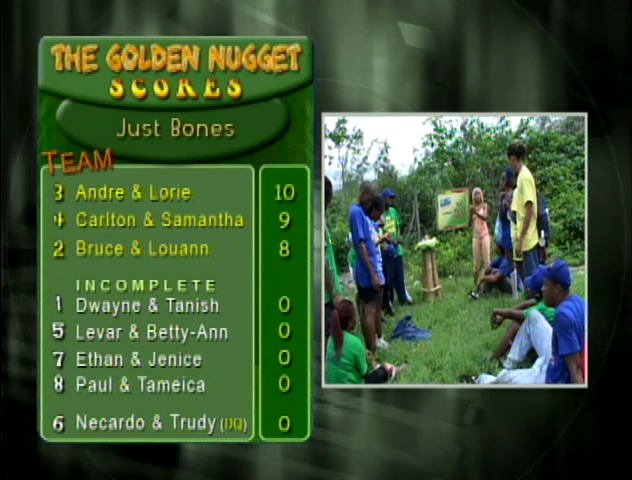 THE GOLDEN NUGGET
SCORES
Just Bones
TEAM
3 Andre & Lorie 10
4 Carlton & Samantha 9
2 Bruce & Louann 8
INCOMPLETE
1 Dwayne & Tanish 0
5 Levar & Betty-Ann 0
7 Ethan & Jenice 0
8 Paul & Tameica 0
6 Necardo & Trudy (DQ) 0